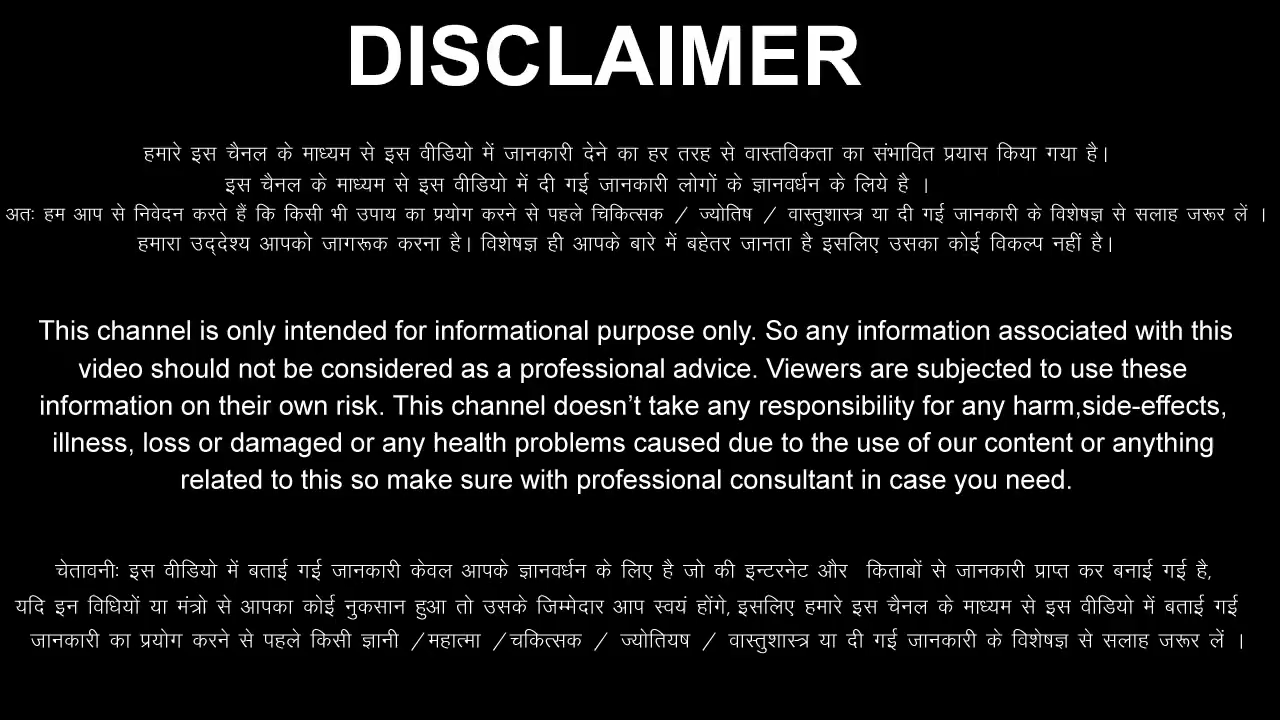 DISCLAIMER
हमारे इस चैनल के माध्यम से इस वीडियो में जानकारी देने का हर तरह से वास्तविकता का संभावित प्रयास किया गया है।
इस चैनल के माध्यम से इस वीडियो में दी गई जानकारी लोगों के ज्ञानवर्धन के लिये है ।
अतः हम आप से निवेदन करते हैं कि किसी भी उपाय का प्रयोग करने से पहले चिकित्सक / ज्योतिष / वास्तुशास्त्र या दी गई जानकारी के विशेषज्ञ से सलाह जरूर लें ।
हमारा उद्देश्य आपको जागरूक करना है। विशेषज्ञ ही आपके बारे में बहेतर जानता है इसलिए उसका कोई विकल्प नहीं है।
This channel is only intended for informational purpose only. So any information associated with this
video should not be considered as a professional advice. Viewers are subjected to use these
information on their own risk. This channel doesn’t take any responsibility for any harm,side-effects,
illness, loss or damaged or any health problems caused due to the use of our content or anything
related to this so make sure with professional consultant in case you need.
चेतावनीः इस वीडियो में बताई गई जानकारी केवल आपके ज्ञानवर्धन के लिए है जो की इन्टरनेट और किताबों से जानकारी प्राप्त कर बनाई गई है,
यदि इन विधियों या मंत्रो से आपका कोई नुकसान हुआ तो उसके जिम्मेदार आप स्वयं होंगे, इसलिए हमारे इस चैनल के माध्यम से इस वीडियो में बताई गई
जानकारी का प्रयोग करने से पहले किसी ज्ञानी /महात्मा /चकित्सक / ज्योतियष / वास्तुशास्त्र या दी गई जानकारी के विशेषज्ञ से सलाह जरूर लें ।